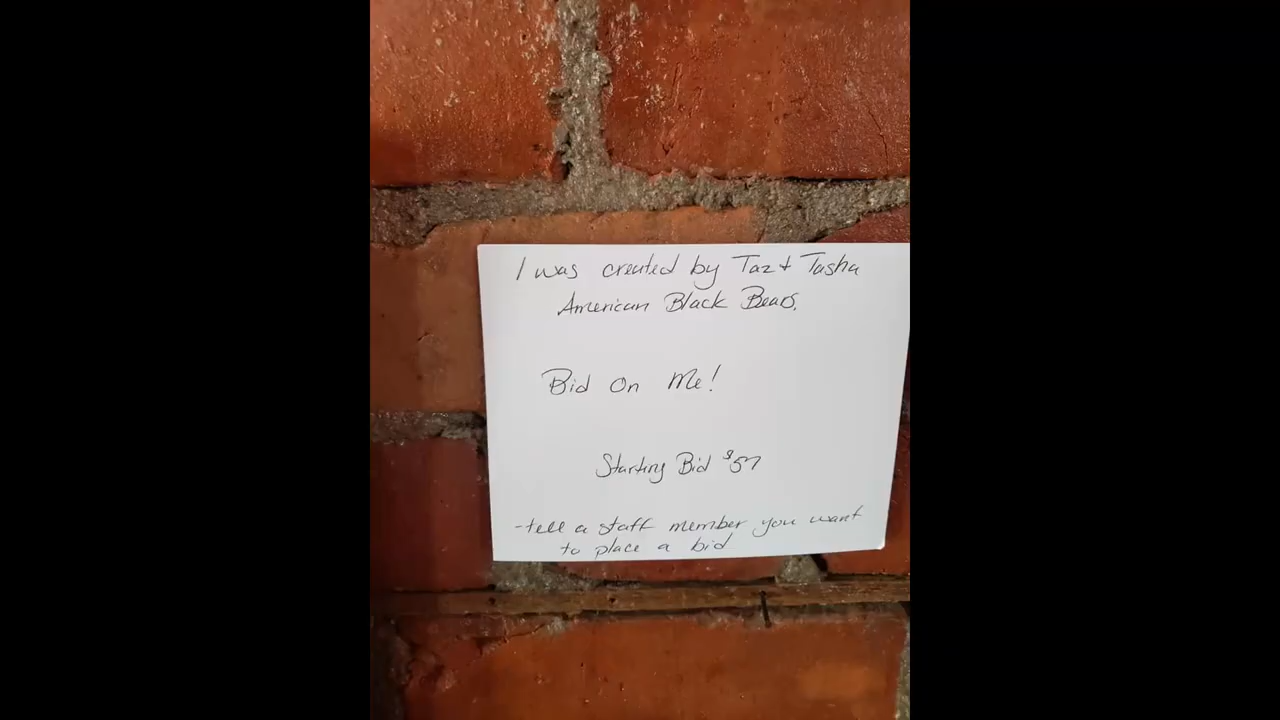 I was created by Taz + Tasha
American Black Bears.
Bid On Me!
Starting Bid $57
-tell a staff member you want
to place a bid